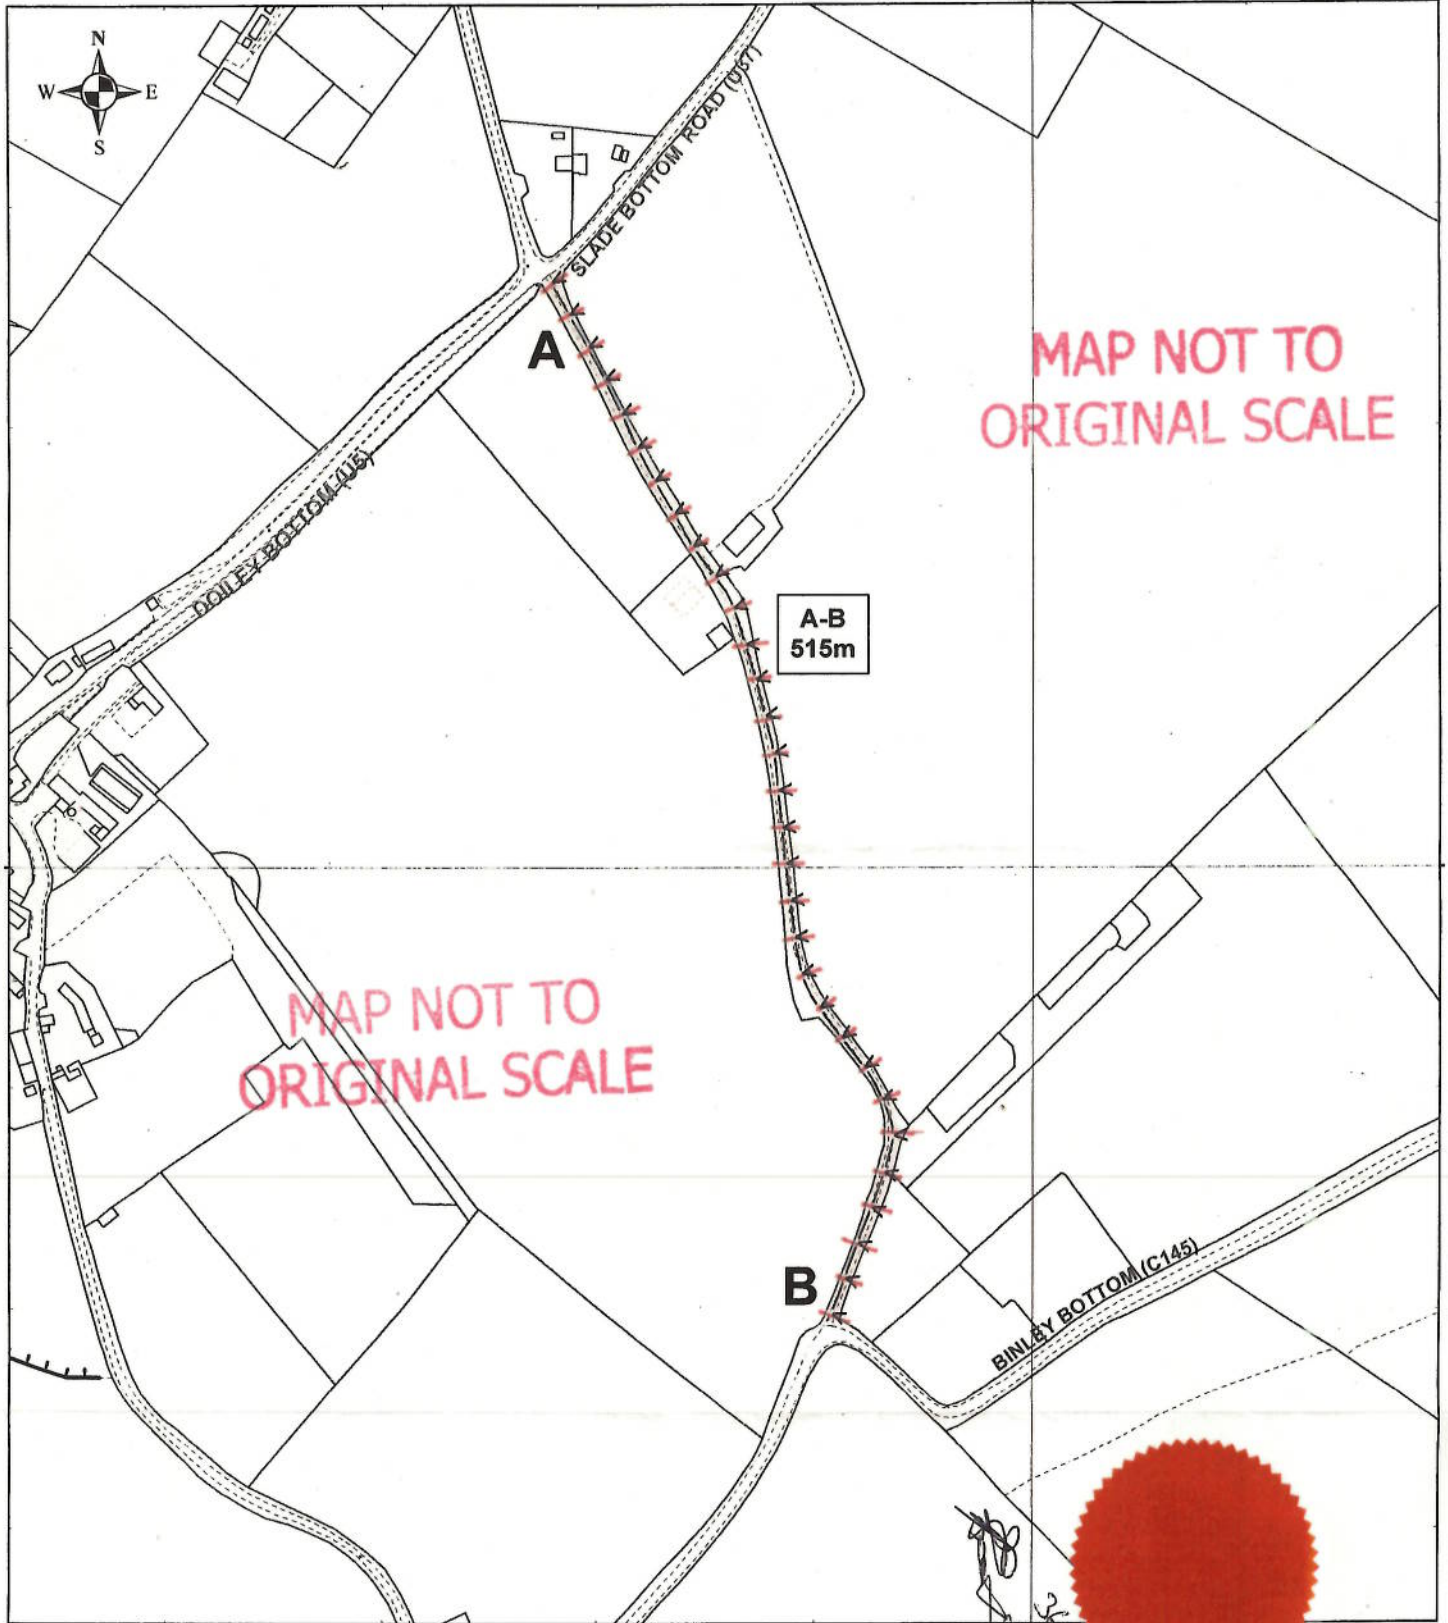 N
W E
S
SLADE BOTTOM ROAD (U57)
A
MAP NOT TO
ORIGINAL SCALE
DOILEY BOTTOM (U5)
A-B
515m
6
MAP NOT TO
ORIGINAL SCALE
B
BINLEY BOTTOM (C145)